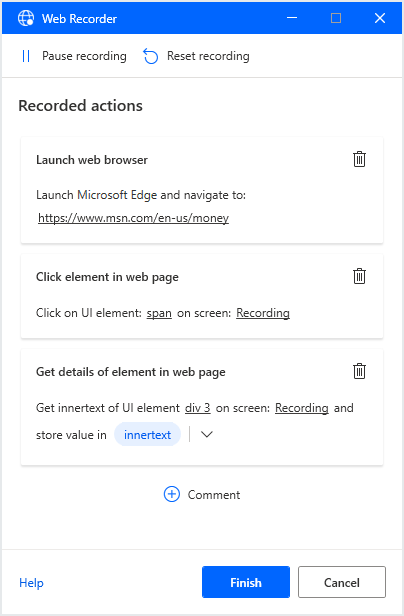 Web Recorder
Pause recording Reset recording
Recorded actions
Launch web browser
Launch Microsoft Edge and navigate to:
https://www.msn.com/en-us/money
Click element in web page
Click on UI element: span on screen: Recording
Get details of element in web page
Get innertext of UI element div 3 on screen: Recording and
store value in innertext
Comment
Help Finish Cancel